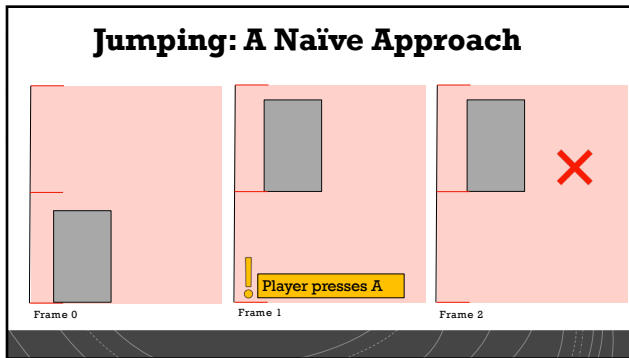 Jumping: A Naïve Approach
Player presses A
Frame 0
Frame 1
Frame 2